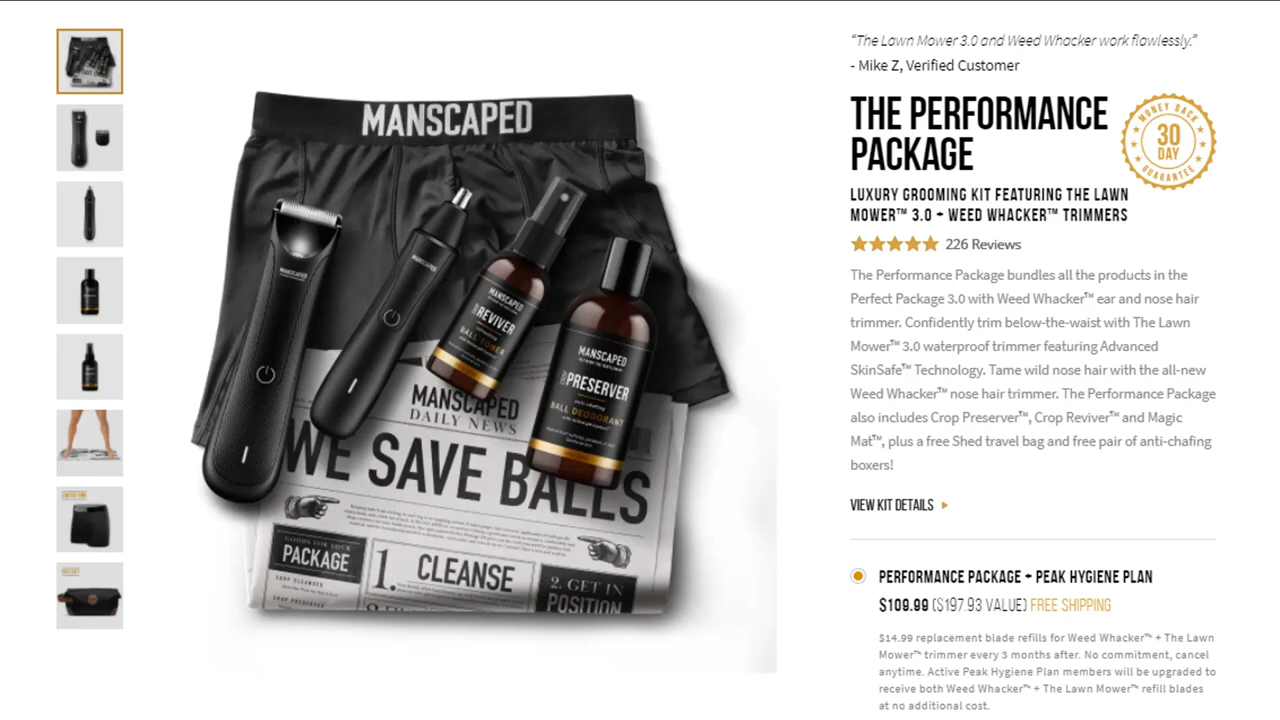 “The Lawn Mower 3.0 and Weed Whacker work flawlessly.”
- Mike Z, Verified Customer
THE PERFORMANCE
PACKAGE
MONEY BACK
30
DAY
GUARANTEE
LUXURY GROOMING KIT FEATURING THE LAWN
MOWER™ 3.0 + WEED WHACKER™ TRIMMERS
226 Reviews
The Performance Package bundles all the products in the
Perfect Package 3.0 with Weed Whacker™ ear and nose hair
trimmer. Confidently trim below-the-waist with The Lawn
Mower™ 3.0 waterproof trimmer featuring Advanced
SkinSafe™ Technology. Tame wild nose hair with the all-new
Weed Whacker™ nose hair trimmer. The Performance Package
also includes Crop Preserver™, Crop Reviver™ and Magic
Mat™, plus a free Shed travel bag and free pair of anti-chafing
boxers!
VIEW KIT DETAILS
PERFORMANCE PACKAGE + PEAK HYGIENE PLAN
$109.99 ($197.93 VALUE) FREE SHIPPING
$14.99 replacement blade refills for Weed Whacker™ + The Lawn
Mower™ trimmer every 3 months after. No commitment, cancel
anytime. Active Peak Hygiene Plan members will be upgraded to
receive both Weed Whacker™ + The Lawn Mower™ refill blades
at no additional cost.
MANSCAPED
MANSCAPED
MANSCAPED
MANSCAPED
REVIVER
BALL TONER
MANSCAPED
PRESERVER
BALL DEODORANT
MANSCAPED
DAILY NEWS
WE SAVE BALLS
GOODS FOR YOUR
PACKAGE
CROP CLEANSER
CROP PRESERVER
1. CLEANSE
2. GET IN
POSITION